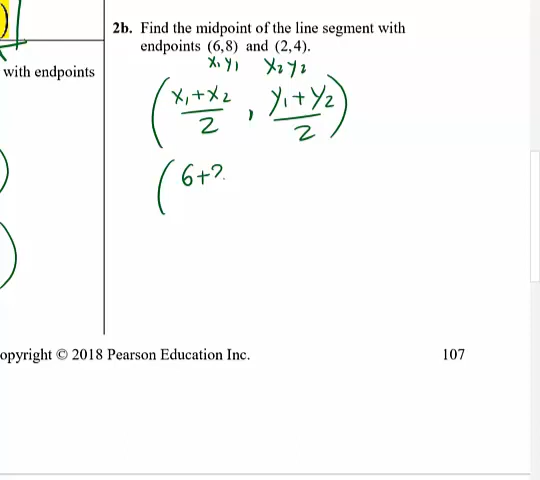 2b. Find the midpoint of the line segment with
endpoints (6,8) and (2,4).
x₁ y₁ x₂ y₂
with endpoints
(x₁+x₂/2 , y₁+y₂/2)
(6+2
opyright © 2018 Pearson Education Inc. 107